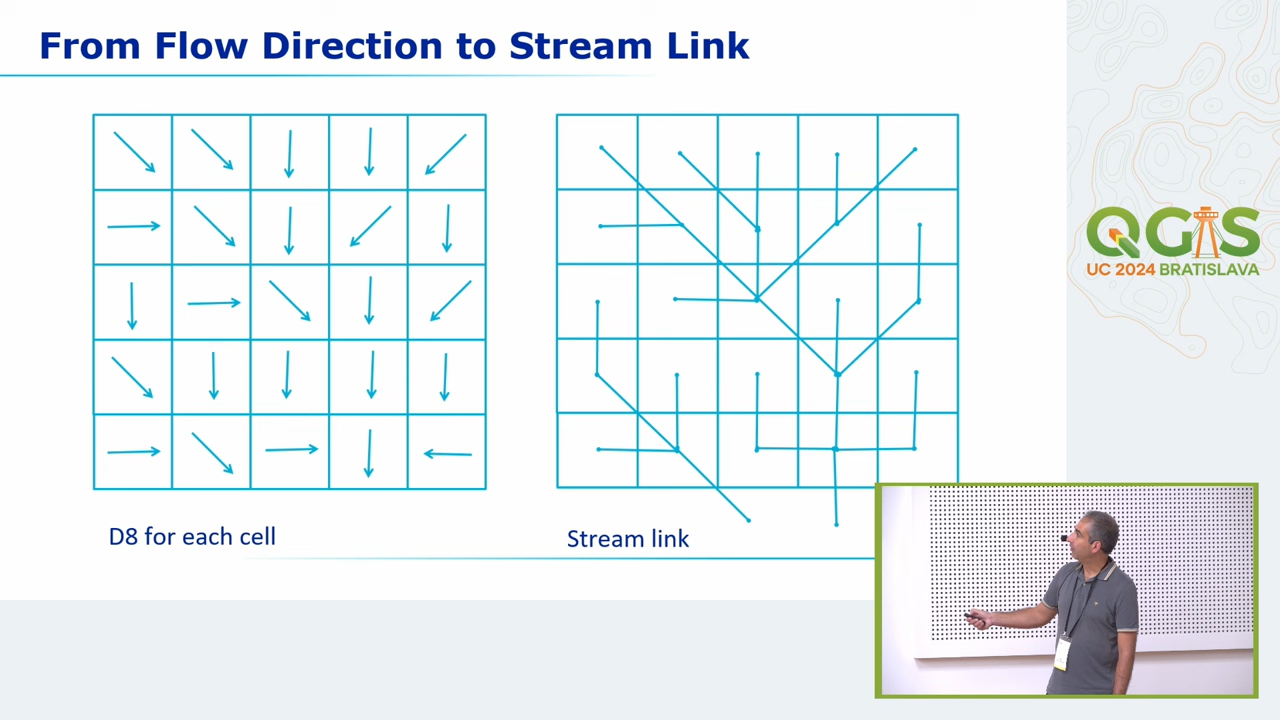 From Flow Direction to Stream Link
QGIS
UC 2024 BRATISLAVA
D8 for each cell
Stream link